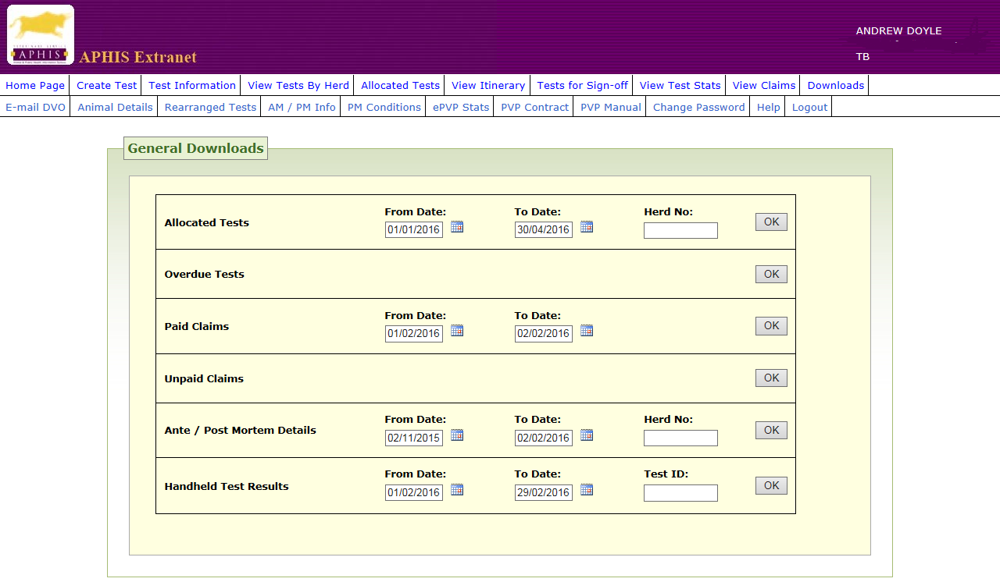 ANDREW DOYLE
APHIS
APHIS Extranet
TB
Home Page Create Test Test Information View Tests By Herd Allocated Tests View Itinerary Tests for Sign-off View Test Stats View Claims Downloads
E-mail DVO Animal Details Rearranged Tests AM / PM Info PM Conditions ePVP Stats PVP Contract PVP Manual Change Password Help Logout
General Downloads
From Date: To Date: Herd No:
Allocated Tests 01/01/2016 30/04/2016 OK
Overdue Tests OK
From Date: To Date:
Paid Claims 01/02/2016 02/02/2016 OK
Unpaid Claims OK
From Date: To Date: Herd No:
Ante / Post Mortem Details 02/11/2015 02/02/2016 OK
From Date: To Date: Test ID:
Handheld Test Results 01/02/2016 29/02/2016 OK